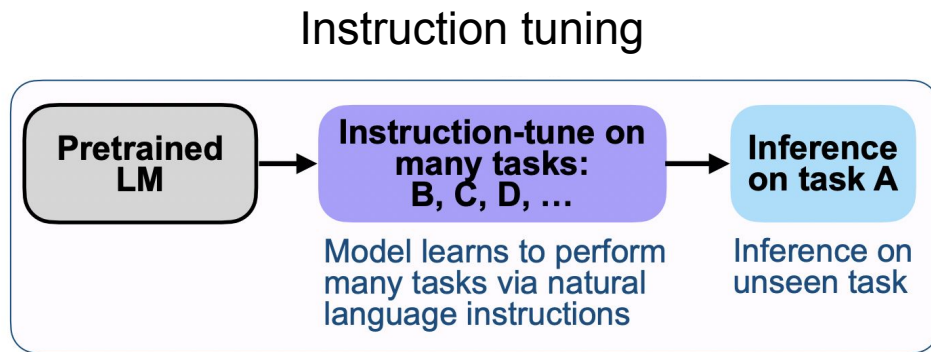 Instruction tuning
Pretrained
LM
Instruction-tune on
many tasks:
B, C, D, …
Inference
on task A
Model learns to perform
many tasks via natural
language instructions
Inference on
unseen task